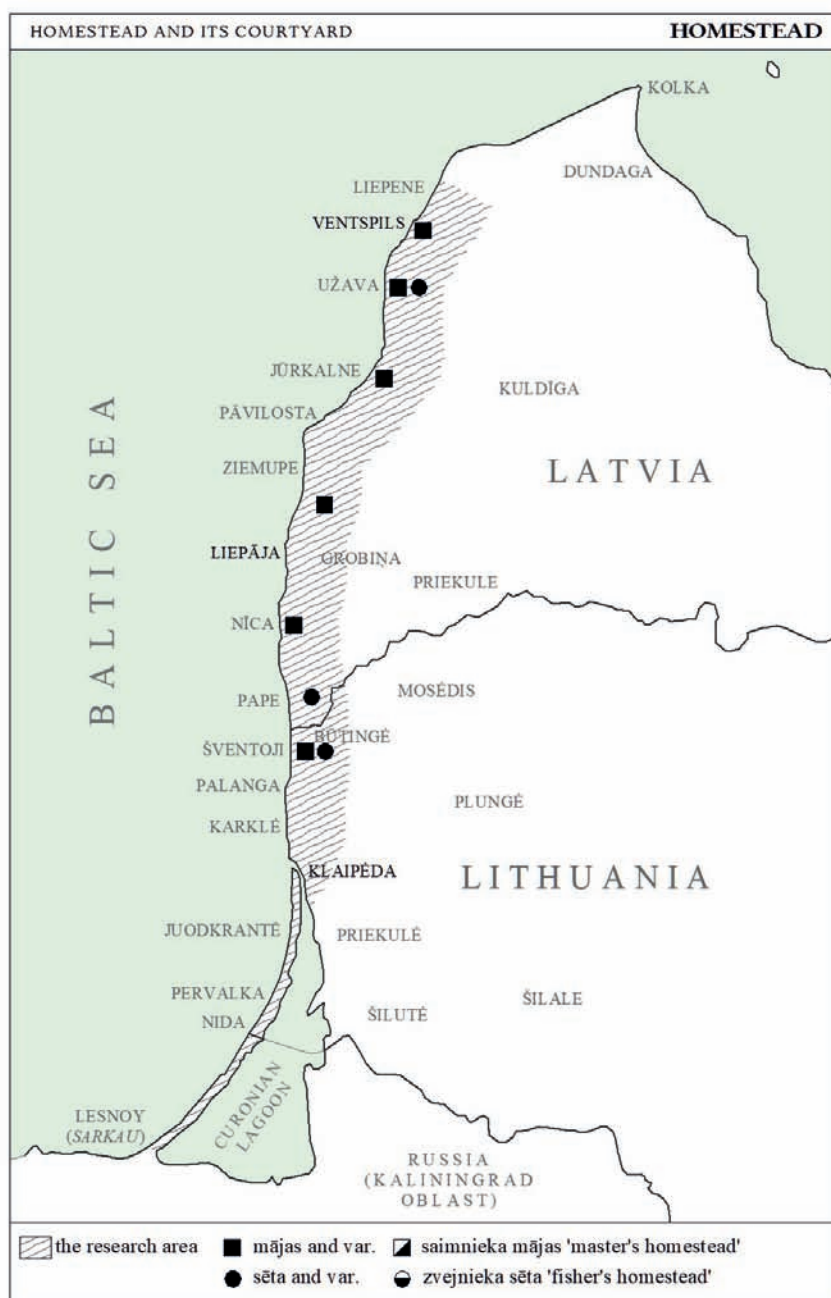 HOMESTEAD AND ITS COURTYARD HOMESTEAD
KOLKA
DUNDAGA
LIEPENE
VENTSPILS
UŽAVA
JŪRKALNE
KULDĪGA
PĀVILOSTA
ZIEMUPE
LATVIA
BALTIC SEA
LIEPĀJA
GROBIŅA
PRIEKULE
NĪCA
MOSĖDIS
PAPE
BŪTINGĖ
ŠVENTOJI
PALANGA
PLUNGĖ
KARKLĖ
KLAIPĖDA
LITHUANIA
JUODKRANTĖ
PRIEKULĖ
PERVALKA
ŠILALE
NIDA
ŠILUTĖ
CURONIAN
LAGOON
LESNOY
(SARKAU)
RUSSIA
(KALININGRAD
OBLAST)
the research area mājas and var. saimnieka mājas 'master's homestead'
sēta and var. zvejnieka sēta 'fisher's homestead'